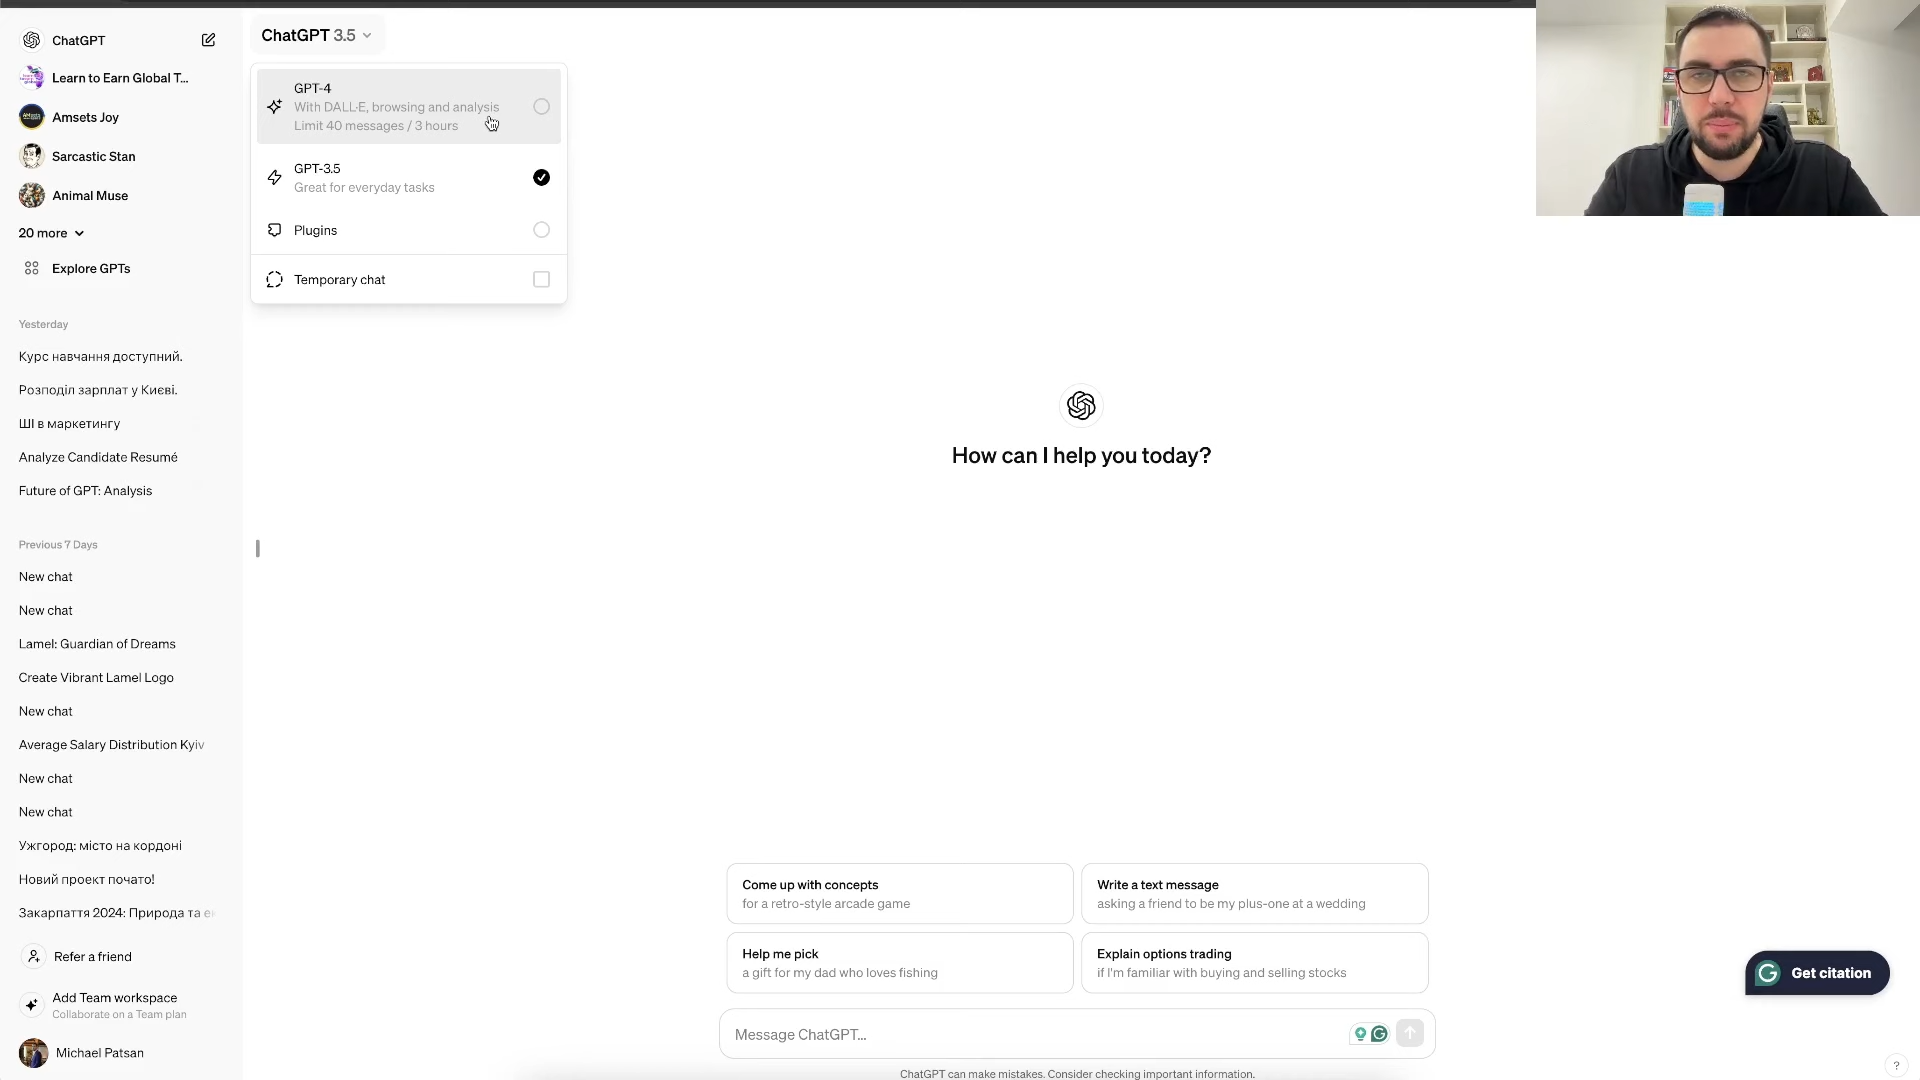 ChatGPT
Learn to Earn Global T...
Amsets Joy
Sarcastic Stan
Animal Muse
20 more
Explore GPTs
Yesterday
Курс навчання доступний.
Розподіл зарплат у Києві.
ШІ в маркетингу
Analyze Candidate Resumé
Future of GPT: Analysis
Previous 7 Days
New chat
New chat
Lamel: Guardian of Dreams
Create Vibrant Lamel Logo
New chat
Average Salary Distribution Kyiv
New chat
New chat
Ужгород: місто на кордоні
Новий проект почато!
Закарпаття 2024: Природа та ек
Refer a friend
Add Team workspace
Collaborate on a Team plan
Michael Patsan
ChatGPT 3.5
GPT-4
With DALL·E, browsing and analysis
Limit 40 messages / 3 hours
GPT-3.5
Great for everyday tasks
Plugins
Temporary chat
How can I help you today?
Come up with concepts
for a retro-style arcade game
Write a text message
asking a friend to be my plus-one at a wedding
Help me pick
a gift for my dad who loves fishing
Explain options trading
if I'm familiar with buying and selling stocks
Get citation
Message ChatGPT...
ChatGPT can make mistakes. Consider checking important information.
?